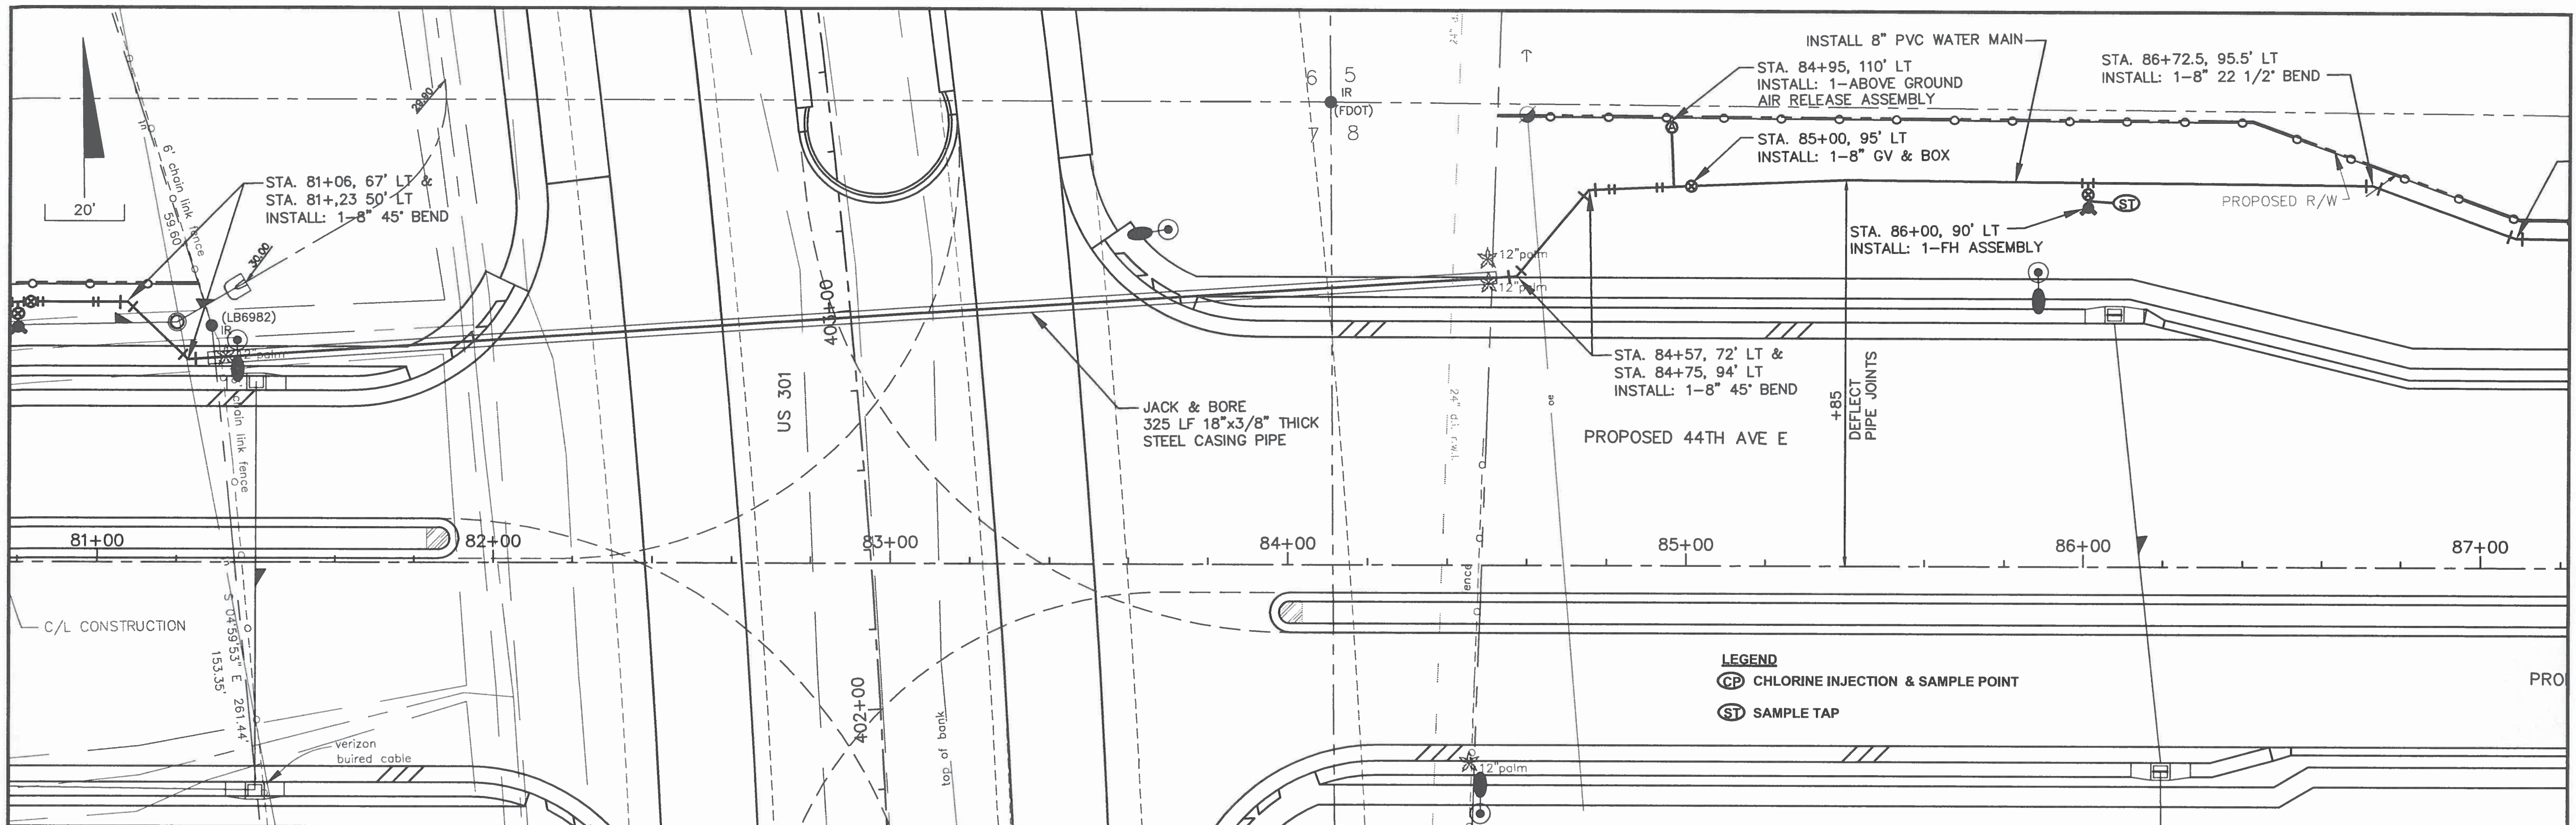 INSTALL 8" PVC WATER MAIN
STA. 84+95, 110' LT
INSTALL: 1-ABOVE GROUND
AIR RELEASE ASSEMBLY
STA. 86+72.5, 95.5' LT
INSTALL: 1-8" 22 1/2° BEND
6 5
IR
(FDOT)
7 8
STA. 85+00, 95' LT
INSTALL: 1-8" GV & BOX
29.80
6' chain link fence
59.60'
20'
STA. 81+06, 67' LT &
STA. 81+,23 50' LT
INSTALL: 1-8" 45° BEND
30.00
ST
PROPOSED R/W
STA. 86+00, 90' LT
INSTALL: 1-FH ASSEMBLY
12"palm
12"palm
(LB6982)
IR
12"palm
403+00
chain link fence
US 301
JACK & BORE
325 LF 18"x3/8" THICK
STEEL CASING PIPE
STA. 84+57, 72' LT &
STA. 84+75, 94' LT
INSTALL: 1-8" 45° BEND
24" d.i. r.w.l.
oe
+85
DEFLECT
PIPE JOINTS
PROPOSED 44TH AVE E
81+00
82+00
83+00
84+00
85+00
86+00
87+00
ence
C/L CONSTRUCTION
S 04°59'53" E 261.44'
153.35'
402+00
top of bank
verizon
buired cable
LEGEND
CP CHLORINE INJECTION & SAMPLE POINT
ST SAMPLE TAP
PRO
12"palm